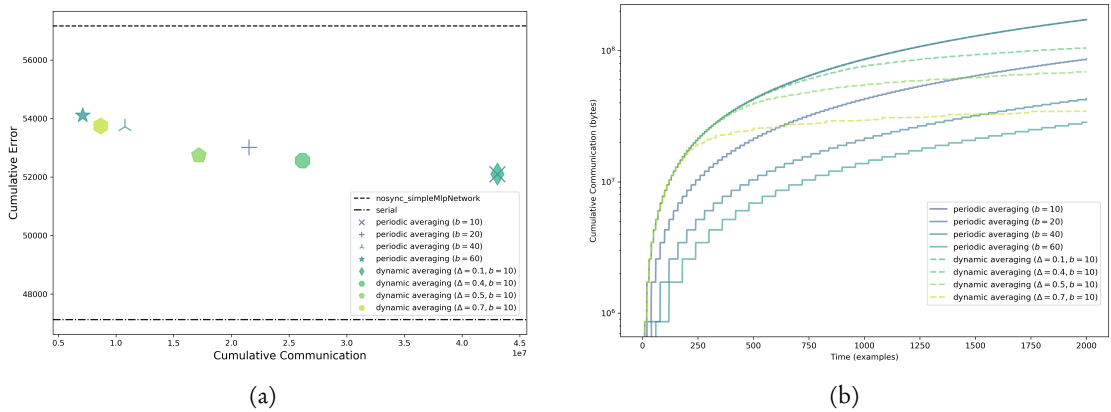 (a)
56000
54000
52000
50000
48000
Cumulative Error
0.5
1.0
1.5
2.0
2.5
3.0
3.5
4.0
4.5
1e7
Cumulative Communication
nosync_simpleMlpNetwork
serial
periodic averaging (b = 10)
periodic averaging (b = 20)
periodic averaging (b = 40)
periodic averaging (b = 60)
dynamic averaging (Δ = 0.1, b = 10)
dynamic averaging (Δ = 0.4, b = 10)
dynamic averaging (Δ = 0.5, b = 10)
dynamic averaging (Δ = 0.7, b = 10)
(a)
(b)
10⁸
10⁷
10⁶
Cumulative Communication (bytes)
0
250
500
750
1000
1250
1500
1750
2000
Time (examples)
periodic averaging (b = 10)
periodic averaging (b = 20)
periodic averaging (b = 40)
periodic averaging (b = 60)
dynamic averaging (Δ = 0.1, b = 10)
dynamic averaging (Δ = 0.4, b = 10)
dynamic averaging (Δ = 0.5, b = 10)
dynamic averaging (Δ = 0.7, b = 10)
(b)